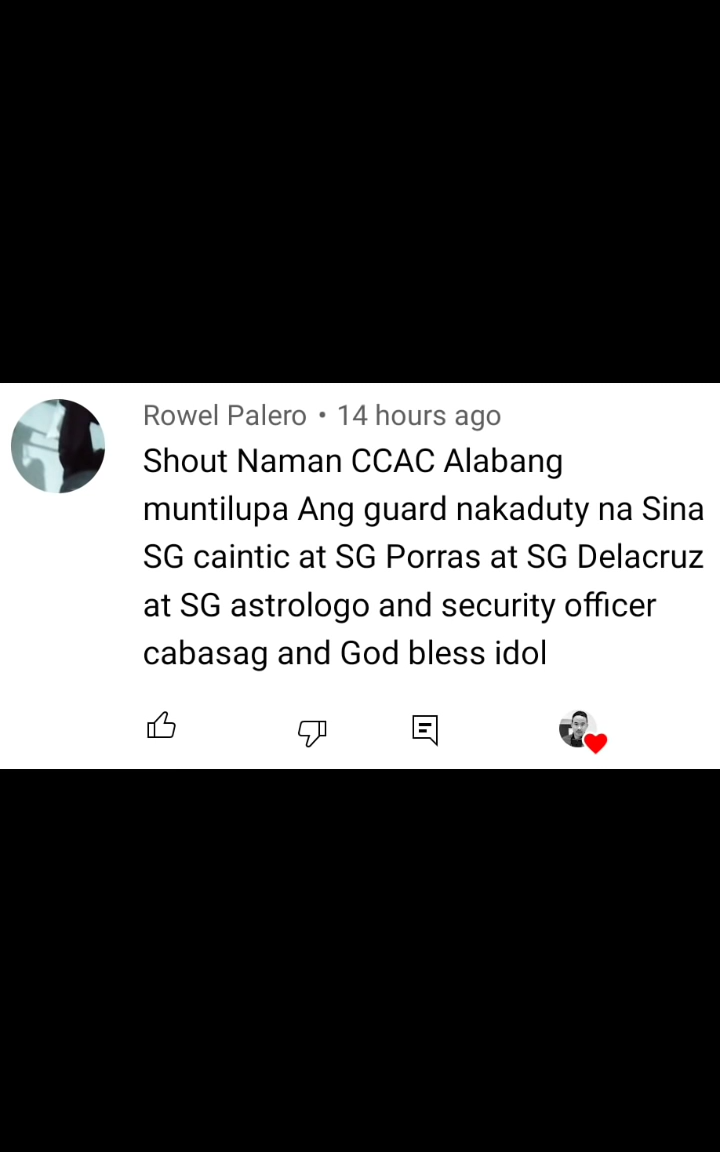 Rowel Palero • 14 hours ago
Shout Naman CCAC Alabang
muntilupa Ang guard nakaduty na Sina
SG caintic at SG Porras at SG Delacruz
at SG astrologo and security officer
cabasag and God bless idol